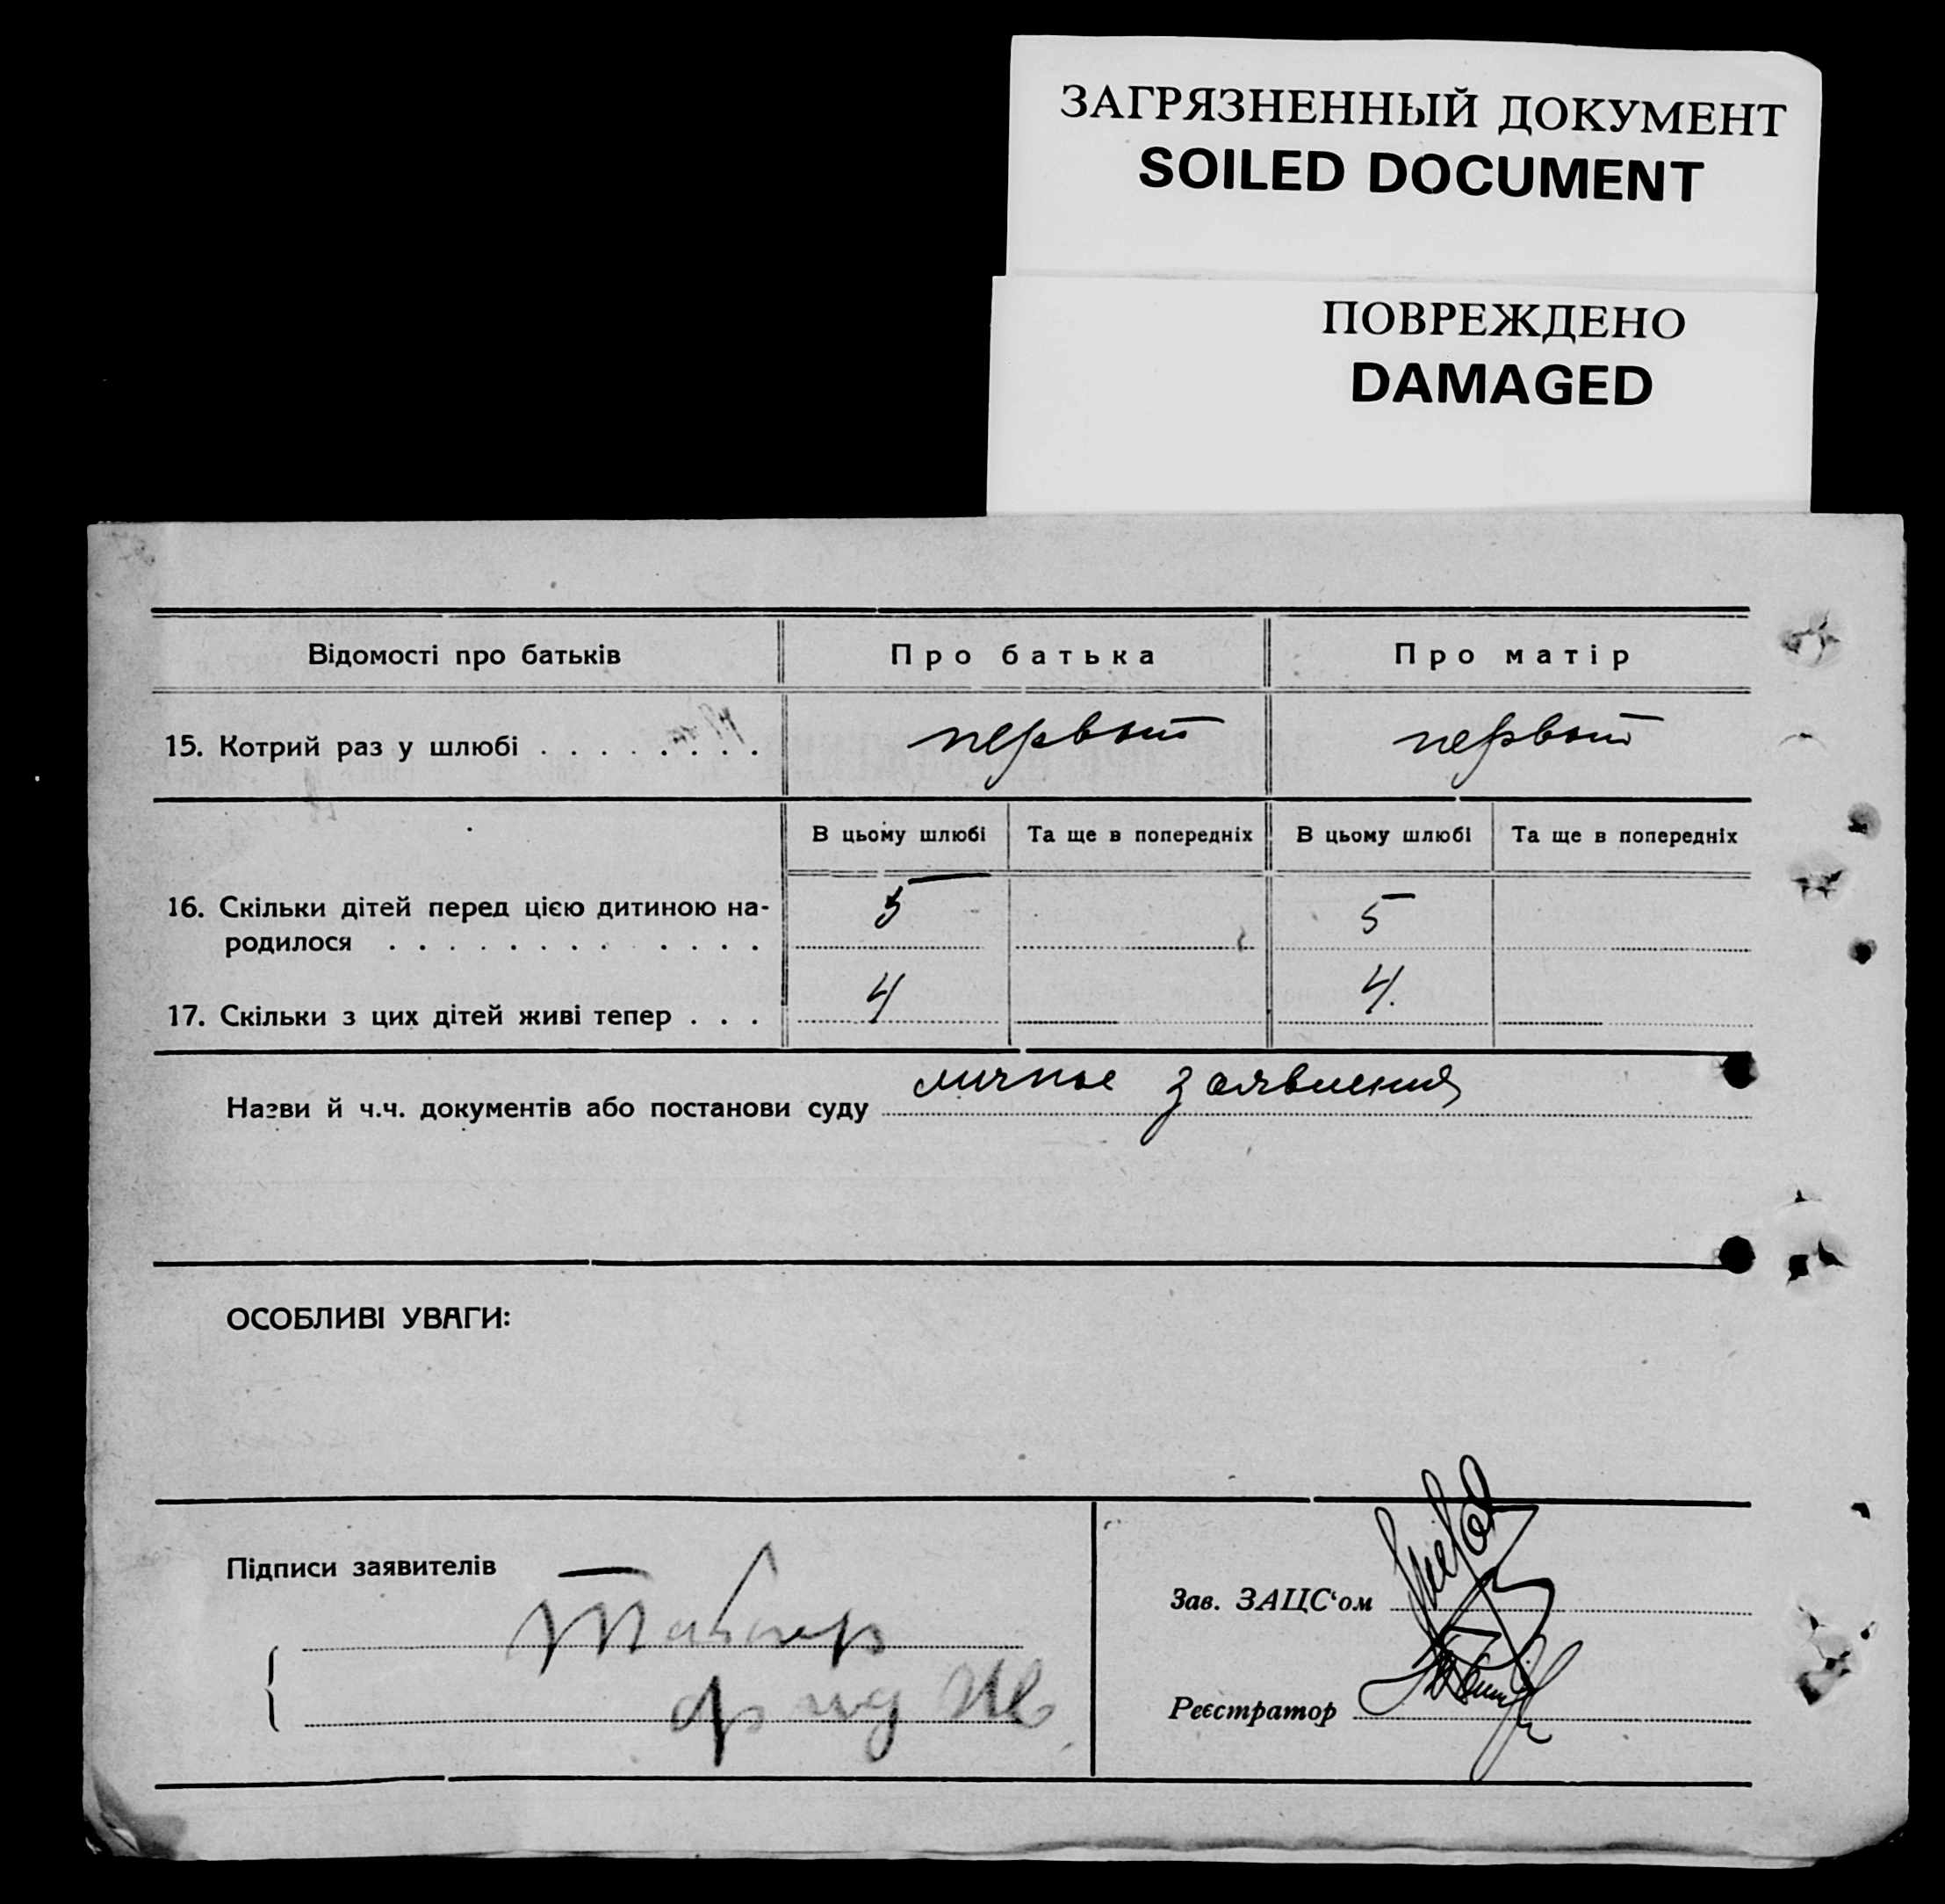 ЗАГРЯЗНЕННЫЙ ДОКУМЕНТ
SOILED DOCUMENT
ПОВРЕЖДЕНО
DAMAGED
Відомості про батьків Про батька Про матір
15. Котрий раз у шлюбі . . . . . . . . первый первый
В цьому шлюбі Та ще в попередніх В цьому шлюбі Та ще в попередніх
16. Скільки дітей перед цією дитиною на- 5 5
родилося . . . . . . . . . . . . .
17. Скільки з цих дітей живі тепер . . . 4 4.
Назви й ч.ч. документів або постанови суду личное заявления
ОСОБЛИВІ УВАГИ:
Підписи заявителів
Зав. ЗАЦС‘ом
Реєстратор